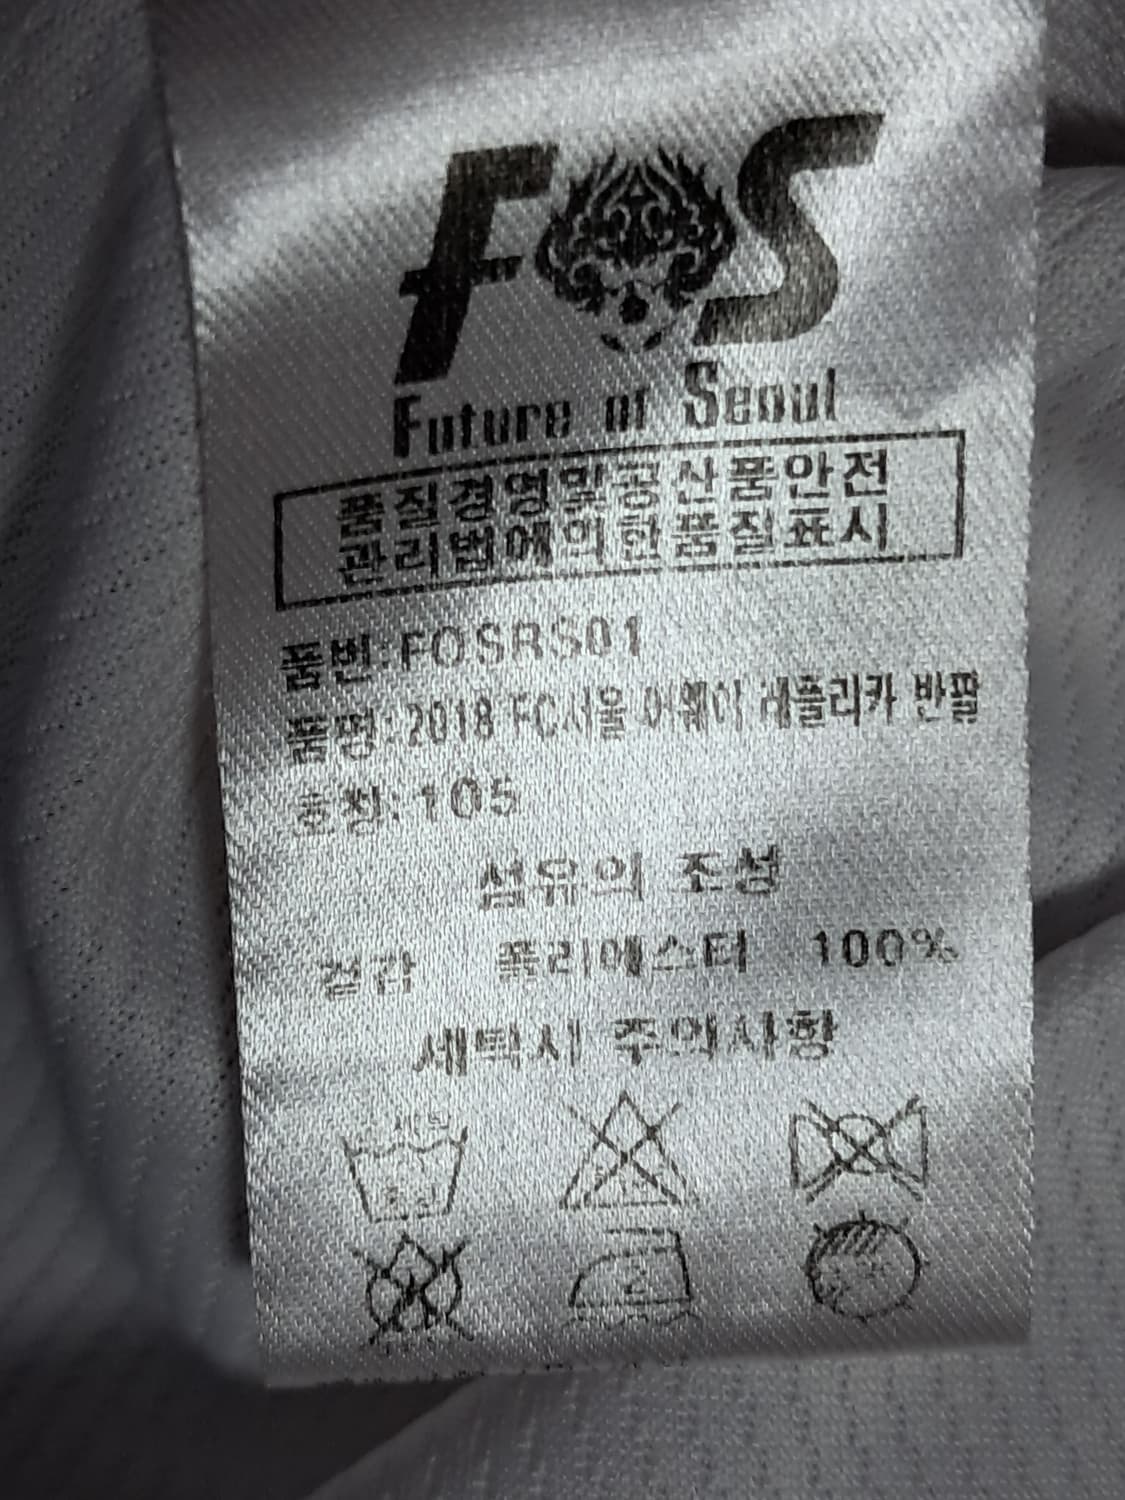 FOS
Future of Seoul
품질경영및공산품안전
관리법에의한품질표시
품번:FOSRS01
품명:2018 FC서울 어웨이 레플리카 반팔
호칭:105
섬유의 조성
겉감 폴리에스터 100%
세탁시 주의사항